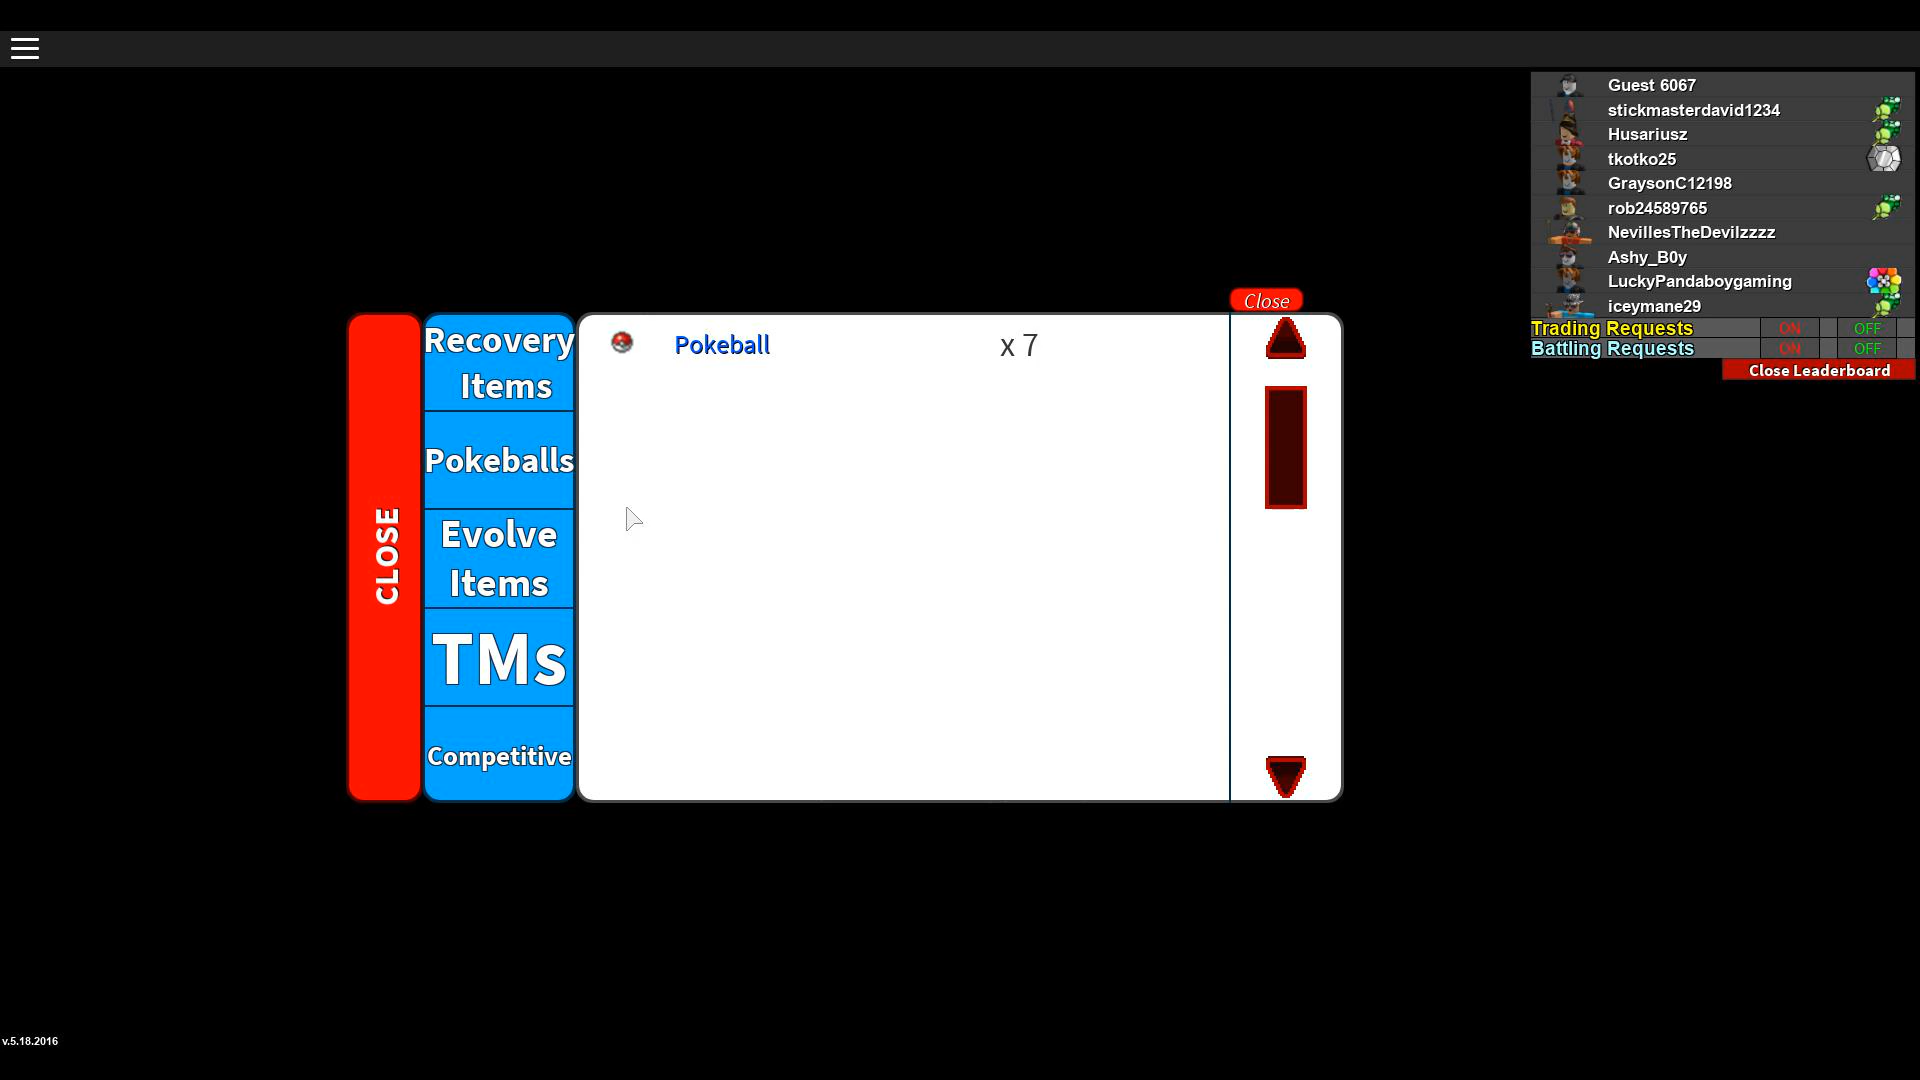 Guest 6067
stickmasterdavid1234
Husariusz
tkotko25
GraysonC12198
rob24589765
NevillesTheDevilzzzz
Ashy_B0y
LuckyPandaboygaming
iceymane29
Trading Requests ON OFF
Battling Requests ON OFF
Close Leaderboard
Close
CLOSE
Recovery
Items
Pokeballs
Evolve
Items
TMs
Competitive
Pokeball x 7
v.5.18.2016